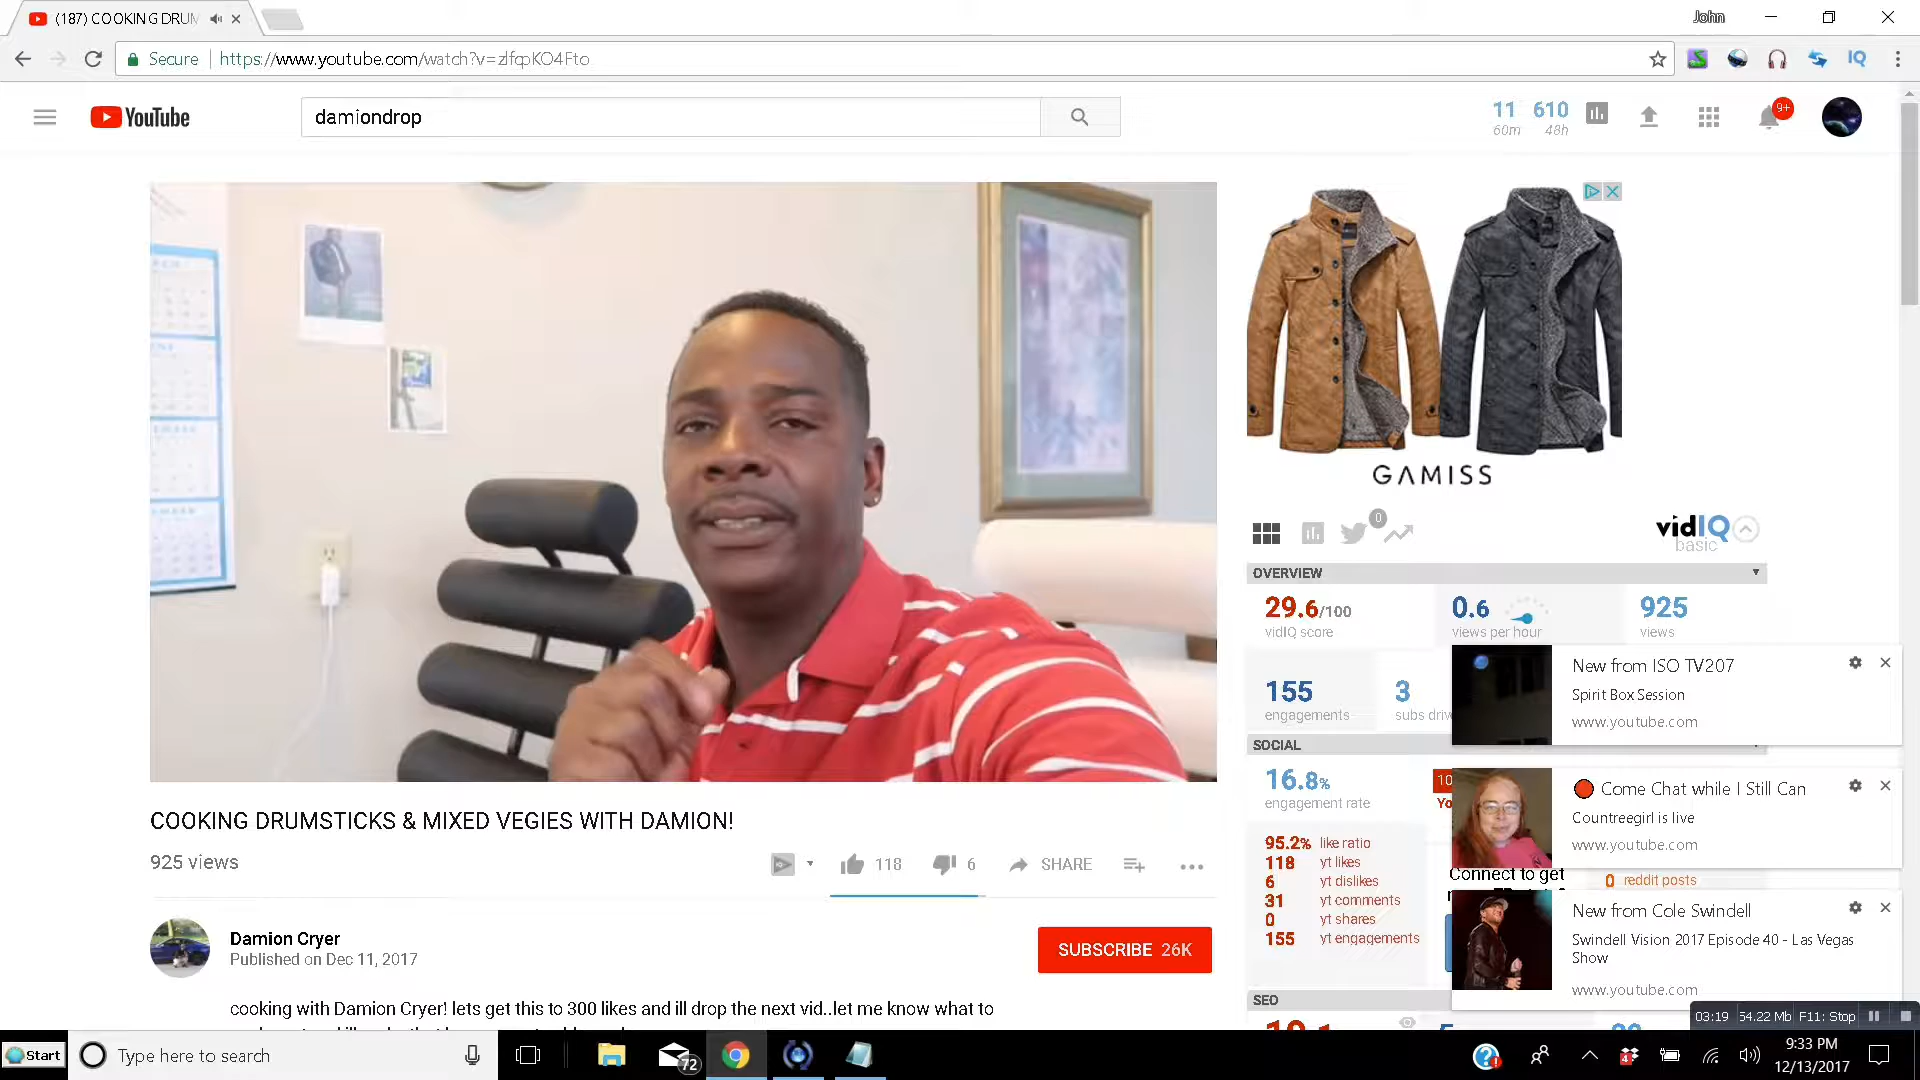 (187) COOKING DRUM
John
Secure
https://www.youtube.com/watch?v=zlfqpKO4Fto
IQ
YouTube
damiondrop
11 610
60m 48h
9+
GAMISS
0
vidIQ
basic
OVERVIEW
29.6/100
vidIQ score
0.6
views per hour
925
views
155
engagements
3
subs driv
SOCIAL
16.8%
engagement rate
10
Yo
95.2% like ratio
118 yt likes
6 yt dislikes
31 yt comments
0 yt shares
155 yt engagements
Connect to get
0 reddit posts
SEO
New from ISO TV207
Spirit Box Session
www.youtube.com
Come Chat while I Still Can
Countreegirl is live
www.youtube.com
New from Cole Swindell
Swindell Vision 2017 Episode 40 - Las Vegas
Show
www.youtube.com
COOKING DRUMSTICKS & MIXED VEGIES WITH DAMION!
925 views
118
6
SHARE
Damion Cryer
Published on Dec 11, 2017
SUBSCRIBE 26K
cooking with Damion Cryer! lets get this to 300 likes and ill drop the next vid..let me know what to
03:19 54.22 Mb F11: Stop
Start
Type here to search
72
9:33 PM
12/13/2017